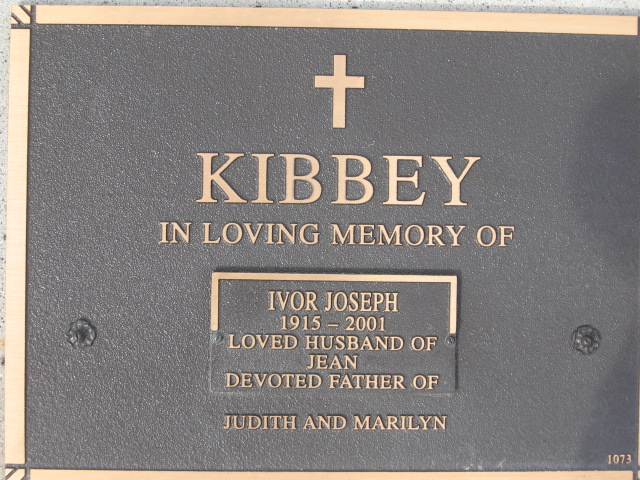 KIBBEY
IN LOVING MEMORY OF
IVOR JOSEPH
1915 – 2001
LOVED HUSBAND OF
JEAN
DEVOTED FATHER OF
JUDITH AND MARILYN
1073